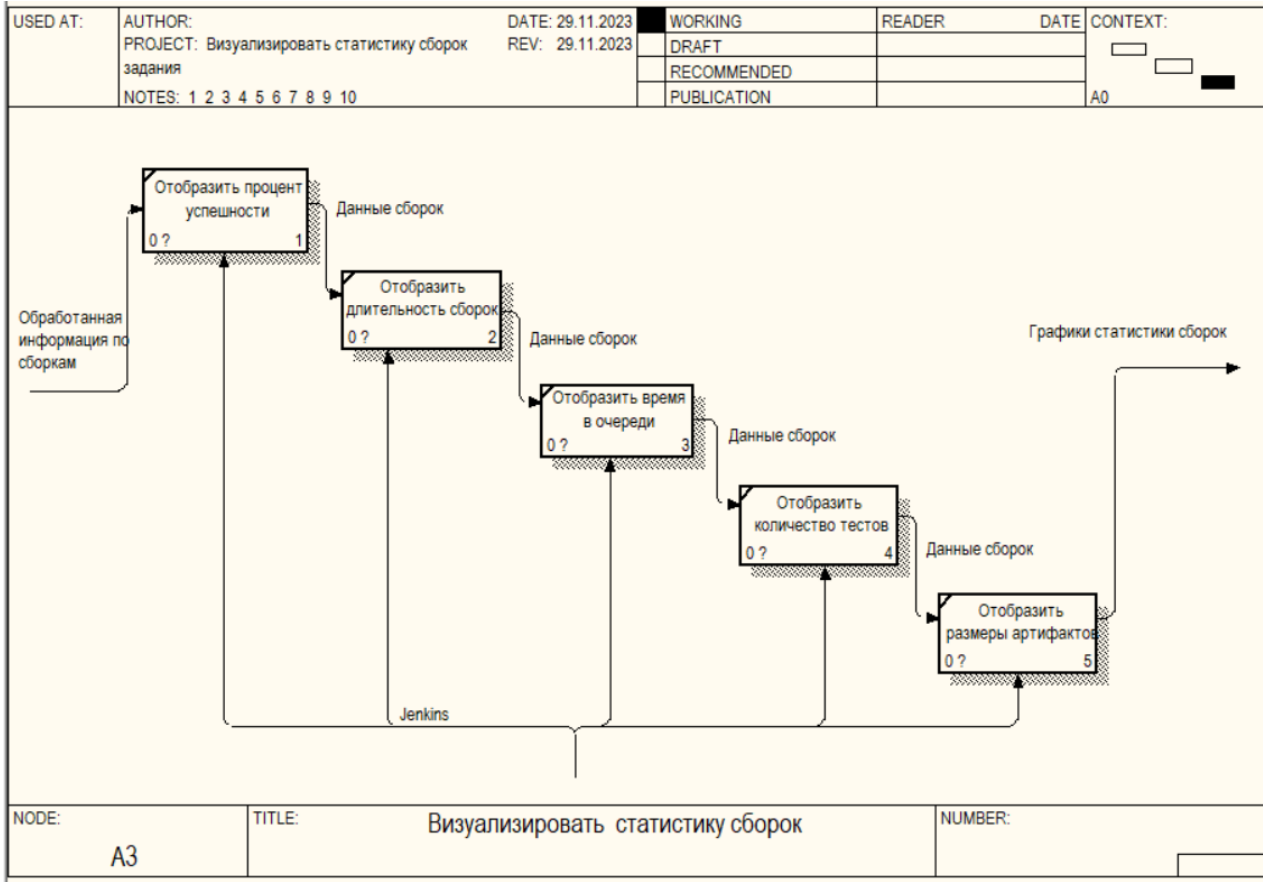 USED AT:
AUTHOR:
DATE: 29.11.2023
PROJECT: Визуализировать статистику сборок
REV: 29.11.2023
задания
NOTES: 1 2 3 4 5 6 7 8 9 10
WORKING
DRAFT
RECOMMENDED
PUBLICATION
READER
DATE
CONTEXT:
A0
Отобразить процент
успешности
0 ?
1
Данные сборок
Отобразить
длительность сборок
0 ?
2
Обработанная
информация по
сборкам
Данные сборок
Графики статистики сборок
Отобразить время
в очереди
0 ?
3
Данные сборок
Отобразить
количество тестов
0 ?
4
Данные сборок
Отобразить
размеры артифактов
0 ?
5
Jenkins
NODE:
A3
TITLE:
Визуализировать статистику сборок
NUMBER: